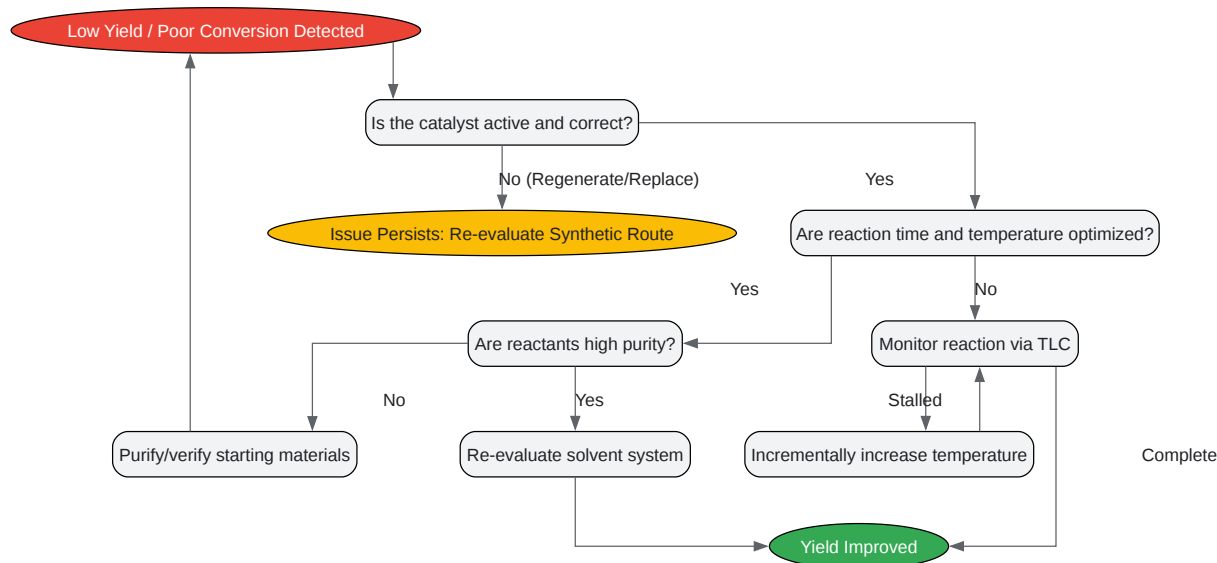 Low Yield / Poor Conversion Detected
Is the catalyst active and correct?
No (Regenerate/Replace)
Yes
Issue Persists: Re-evaluate Synthetic Route
Are reaction time and temperature optimized?
Yes
No
Are reactants high purity?
Monitor reaction via TLC
No
Yes
Stalled
Purify/verify starting materials
Re-evaluate solvent system
Incrementally increase temperature
Complete
Yield Improved